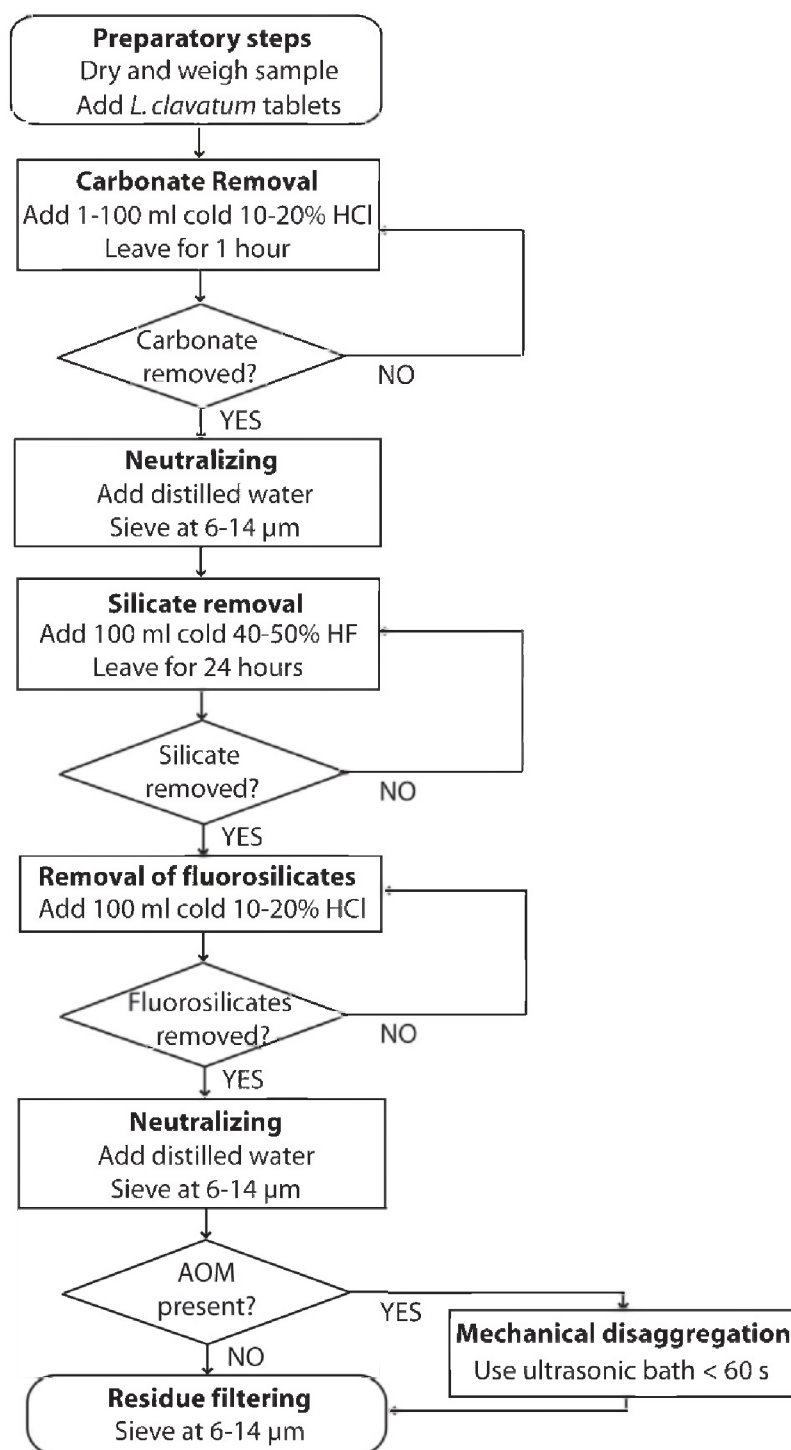 Preparatory steps
Dry and weigh sample
Add L. clavatum tablets
Carbonate Removal
Add 1-100 ml cold 10-20% HCl
Leave for 1 hour
Carbonate
removed?
NO
YES
Neutralizing
Add distilled water
Sieve at 6-14 µm
Silicate removal
Add 100 ml cold 40-50% HF
Leave for 24 hours
Silicate
removed?
NO
YES
Removal of fluorosilicates
Add 100 ml cold 10-20% HCl
Fluorosilicates
removed?
NO
YES
Neutralizing
Add distilled water
Sieve at 6-14 µm
AOM
present?
YES
Mechanical disaggregation
Use ultrasonic bath < 60 s
NO
Residue filtering
Sieve at 6-14 µm